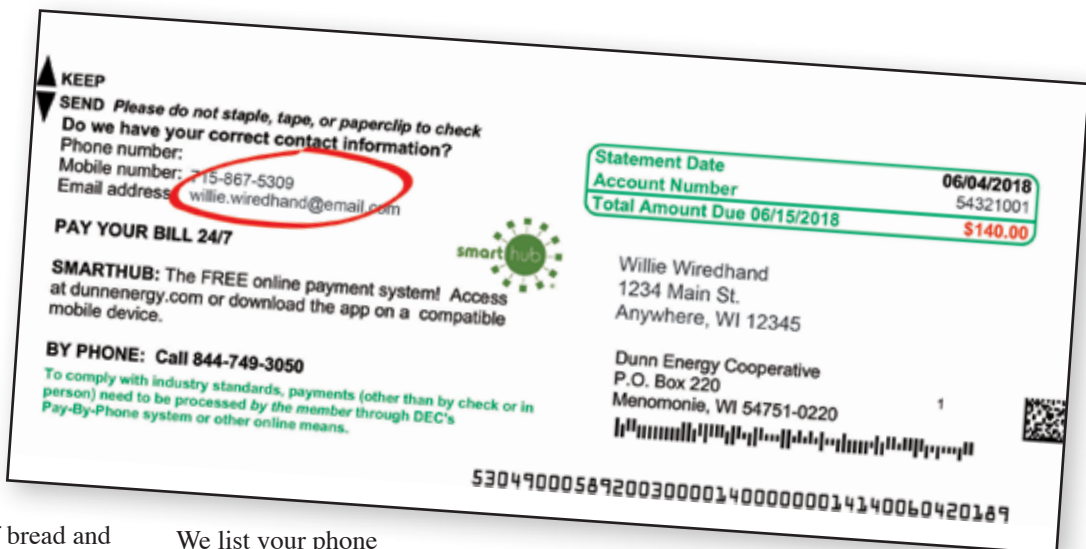 KEEP
SEND Please do not staple, tape, or paperclip to check
Do we have your correct contact information?
Phone number:
Mobile number: 715-867-5309
Email address: willie.wiredhand@email.com
PAY YOUR BILL 24/7
SMARTHUB: The FREE online payment system! Access
at dunnenergy.com or download the app on a compatible
mobile device.
BY PHONE: Call 844-749-3050
To comply with industry standards, payments (other than by check or in
person) need to be processed by the member through DEC's
Pay-By-Phone system or other online means.
smart hub
Statement Date 06/04/2018
Account Number 54321001
Total Amount Due 06/15/2018 $140.00
Willie Wiredhand
1234 Main St.
Anywhere, WI 12345
Dunn Energy Cooperative
P.O. Box 220
Menomonie, WI 54751-0220
1
530490005892003000014000000014140060420189
bread and
We list your phone